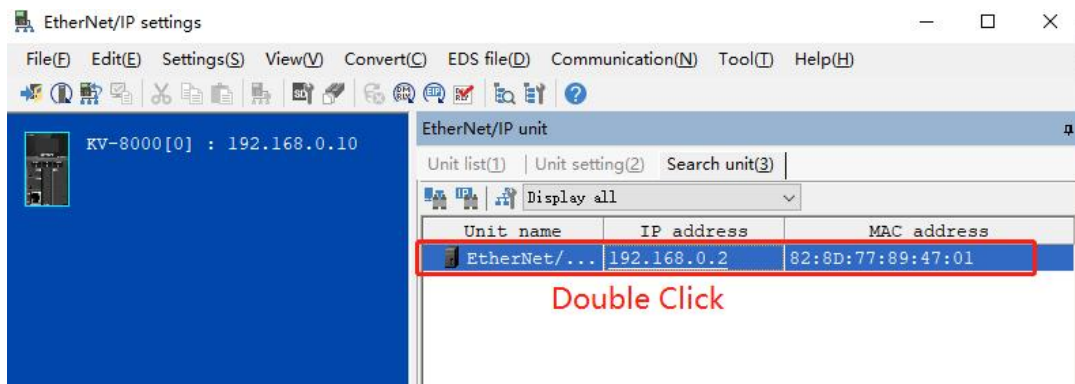 EtherNet/IP settings
File(F) Edit(E) Settings(S) View(V) Convert(C) EDS file(D) Communication(N) Tool(T) Help(H)
KV-8000[0] : 192.168.0.10
EtherNet/IP unit
Unit list(1) Unit setting(2) Search unit(3)
Display all
Unit name IP address MAC address
EtherNet/... 192.168.0.2 82:8D:77:89:47:01
Double Click